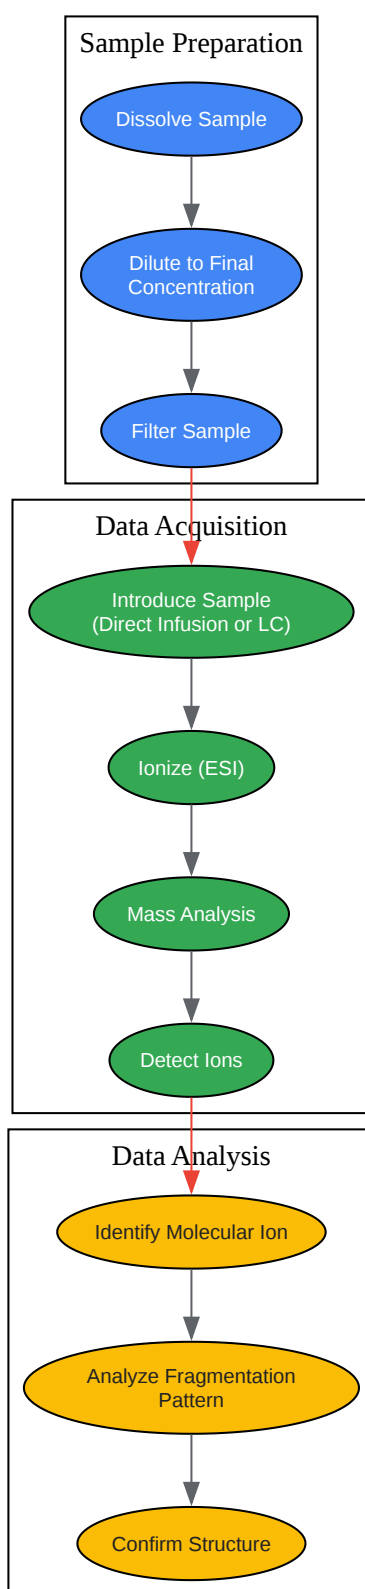 Sample Preparation
Dissolve Sample
Dilute to Final
Concentration
Filter Sample
Data Acquisition
Introduce Sample
(Direct Infusion or LC)
Ionize (ESI)
Mass Analysis
Detect Ions
Data Analysis
Identify Molecular Ion
Analyze Fragmentation
Pattern
Confirm Structure